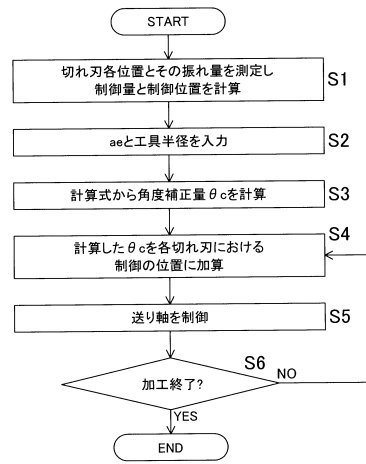 START
切れ刃各位置とその振れ量を測定し
制御量と制御位置を計算
S1
aeと工具半径を入力
S2
計算式から角度補正量θcを計算
S3
計算したθcを各切れ刃における
制御の位置に加算
S4
送り軸を制御
S5
加工終了?
S6
NO
YES
END